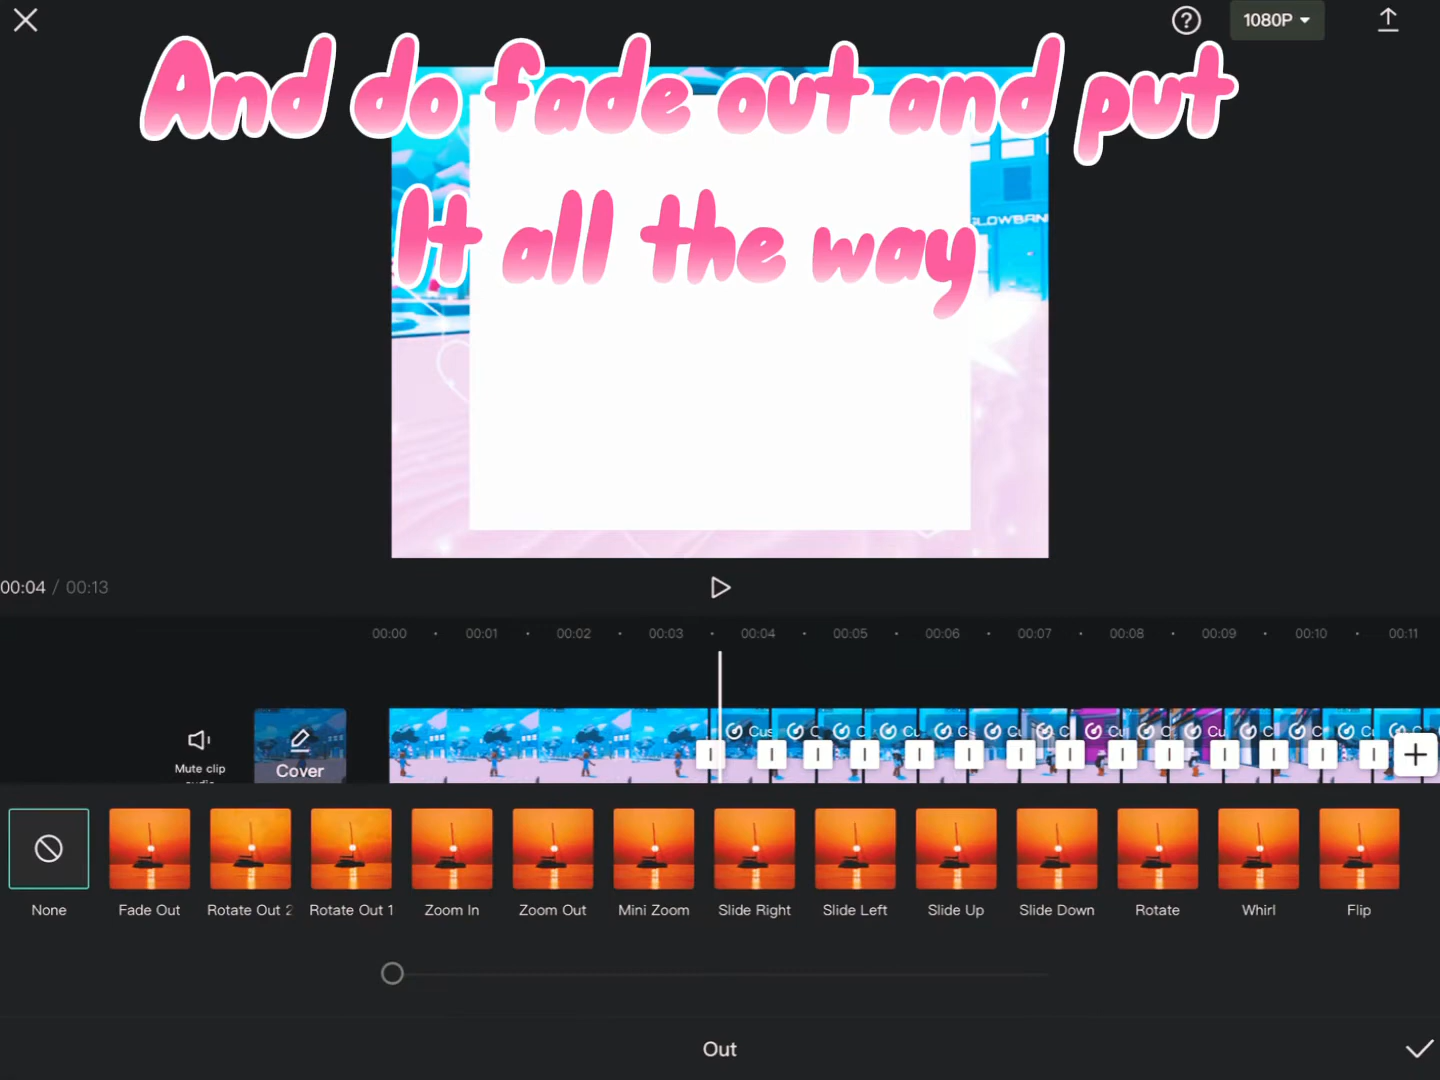 1080P
And do fade out and put
It all the way
00:04 / 00:13
00:00 00:01 00:02 00:03 00:04 00:05 00:06 00:07 00:08 00:09 00:10 00:11
Mute clip
Cover
None Fade Out Rotate Out 2 Rotate Out 1 Zoom In Zoom Out Mini Zoom Slide Right Slide Left Slide Up Slide Down Rotate Whirl Flip
Out